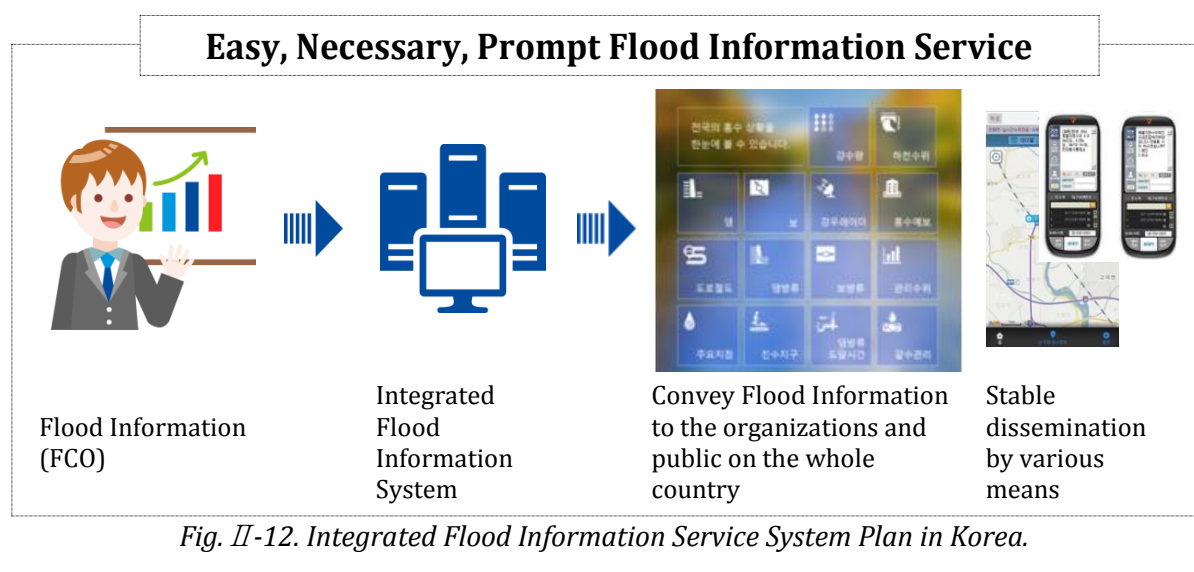 Easy, Necessary, Prompt Flood Information Service
전국의 홍수 상황을
한눈에 볼 수 있습니다
강수량
하천수위
댐
보
강우레이더
홍수예보
도로철도
댐방류
보방류
관리수위
주요지점
침수지구
댐방류
도달시간
갈수관리
Flood Information
(FCO)
Integrated
Flood
Information
System
Convey Flood Information
to the organizations and
public on the whole
country
Stable
dissemination
by various
means
Fig. Ⅱ-12. Integrated Flood Information Service System Plan in Korea.